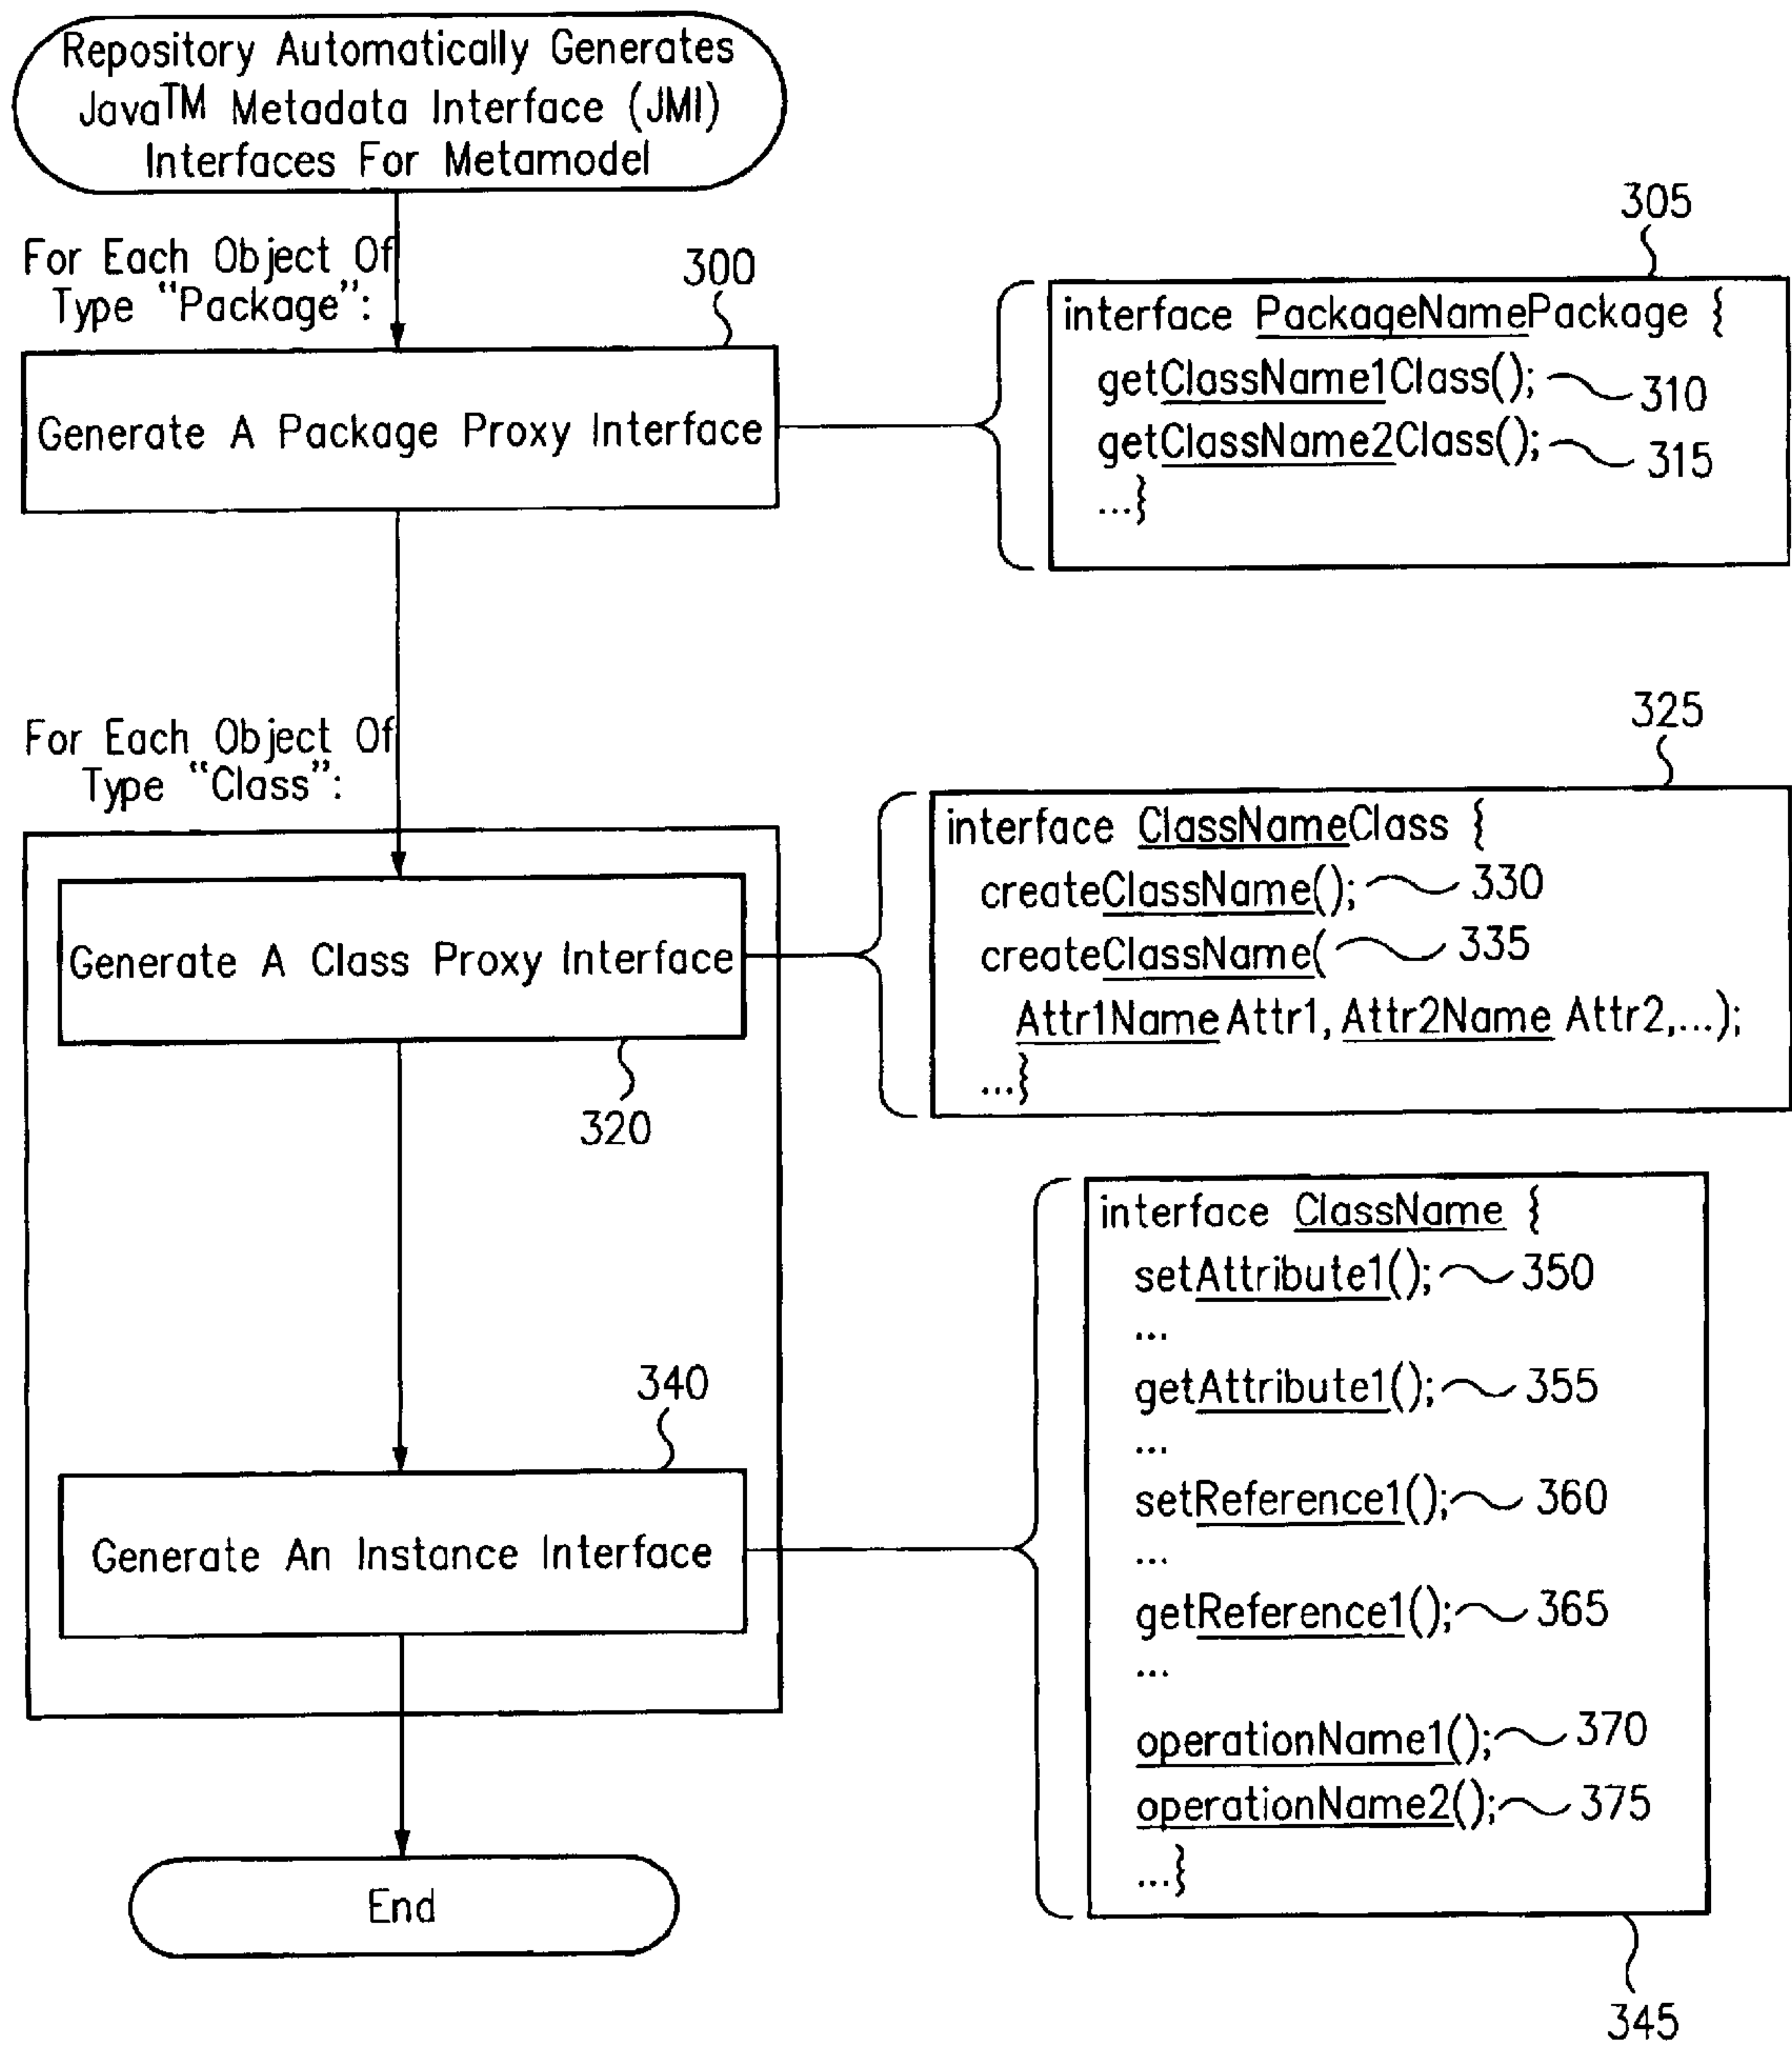 Repository Automatically Generates
Java™ Metadata Interface (JMI)
Interfaces For Metamodel
For Each Object Of
Type "Package":
300
Generate A Package Proxy Interface
305
interface PackageNamePackage {
getClassName1Class(); 310
getClassName2Class(); 315
...}
For Each Object Of
Type "Class":
Generate A Class Proxy Interface
320
325
interface ClassNameClass {
createClassName(); 330
createClassName( 335
Attr1Name Attr1, Attr2Name Attr2,...);
...}
340
Generate An Instance Interface
interface ClassName {
setAttribute1(); 350
...
getAttribute1(); 355
...
setReference1(); 360
...
getReference1(); 365
...
operationName1(); 370
operationName2(); 375
...}
345
End